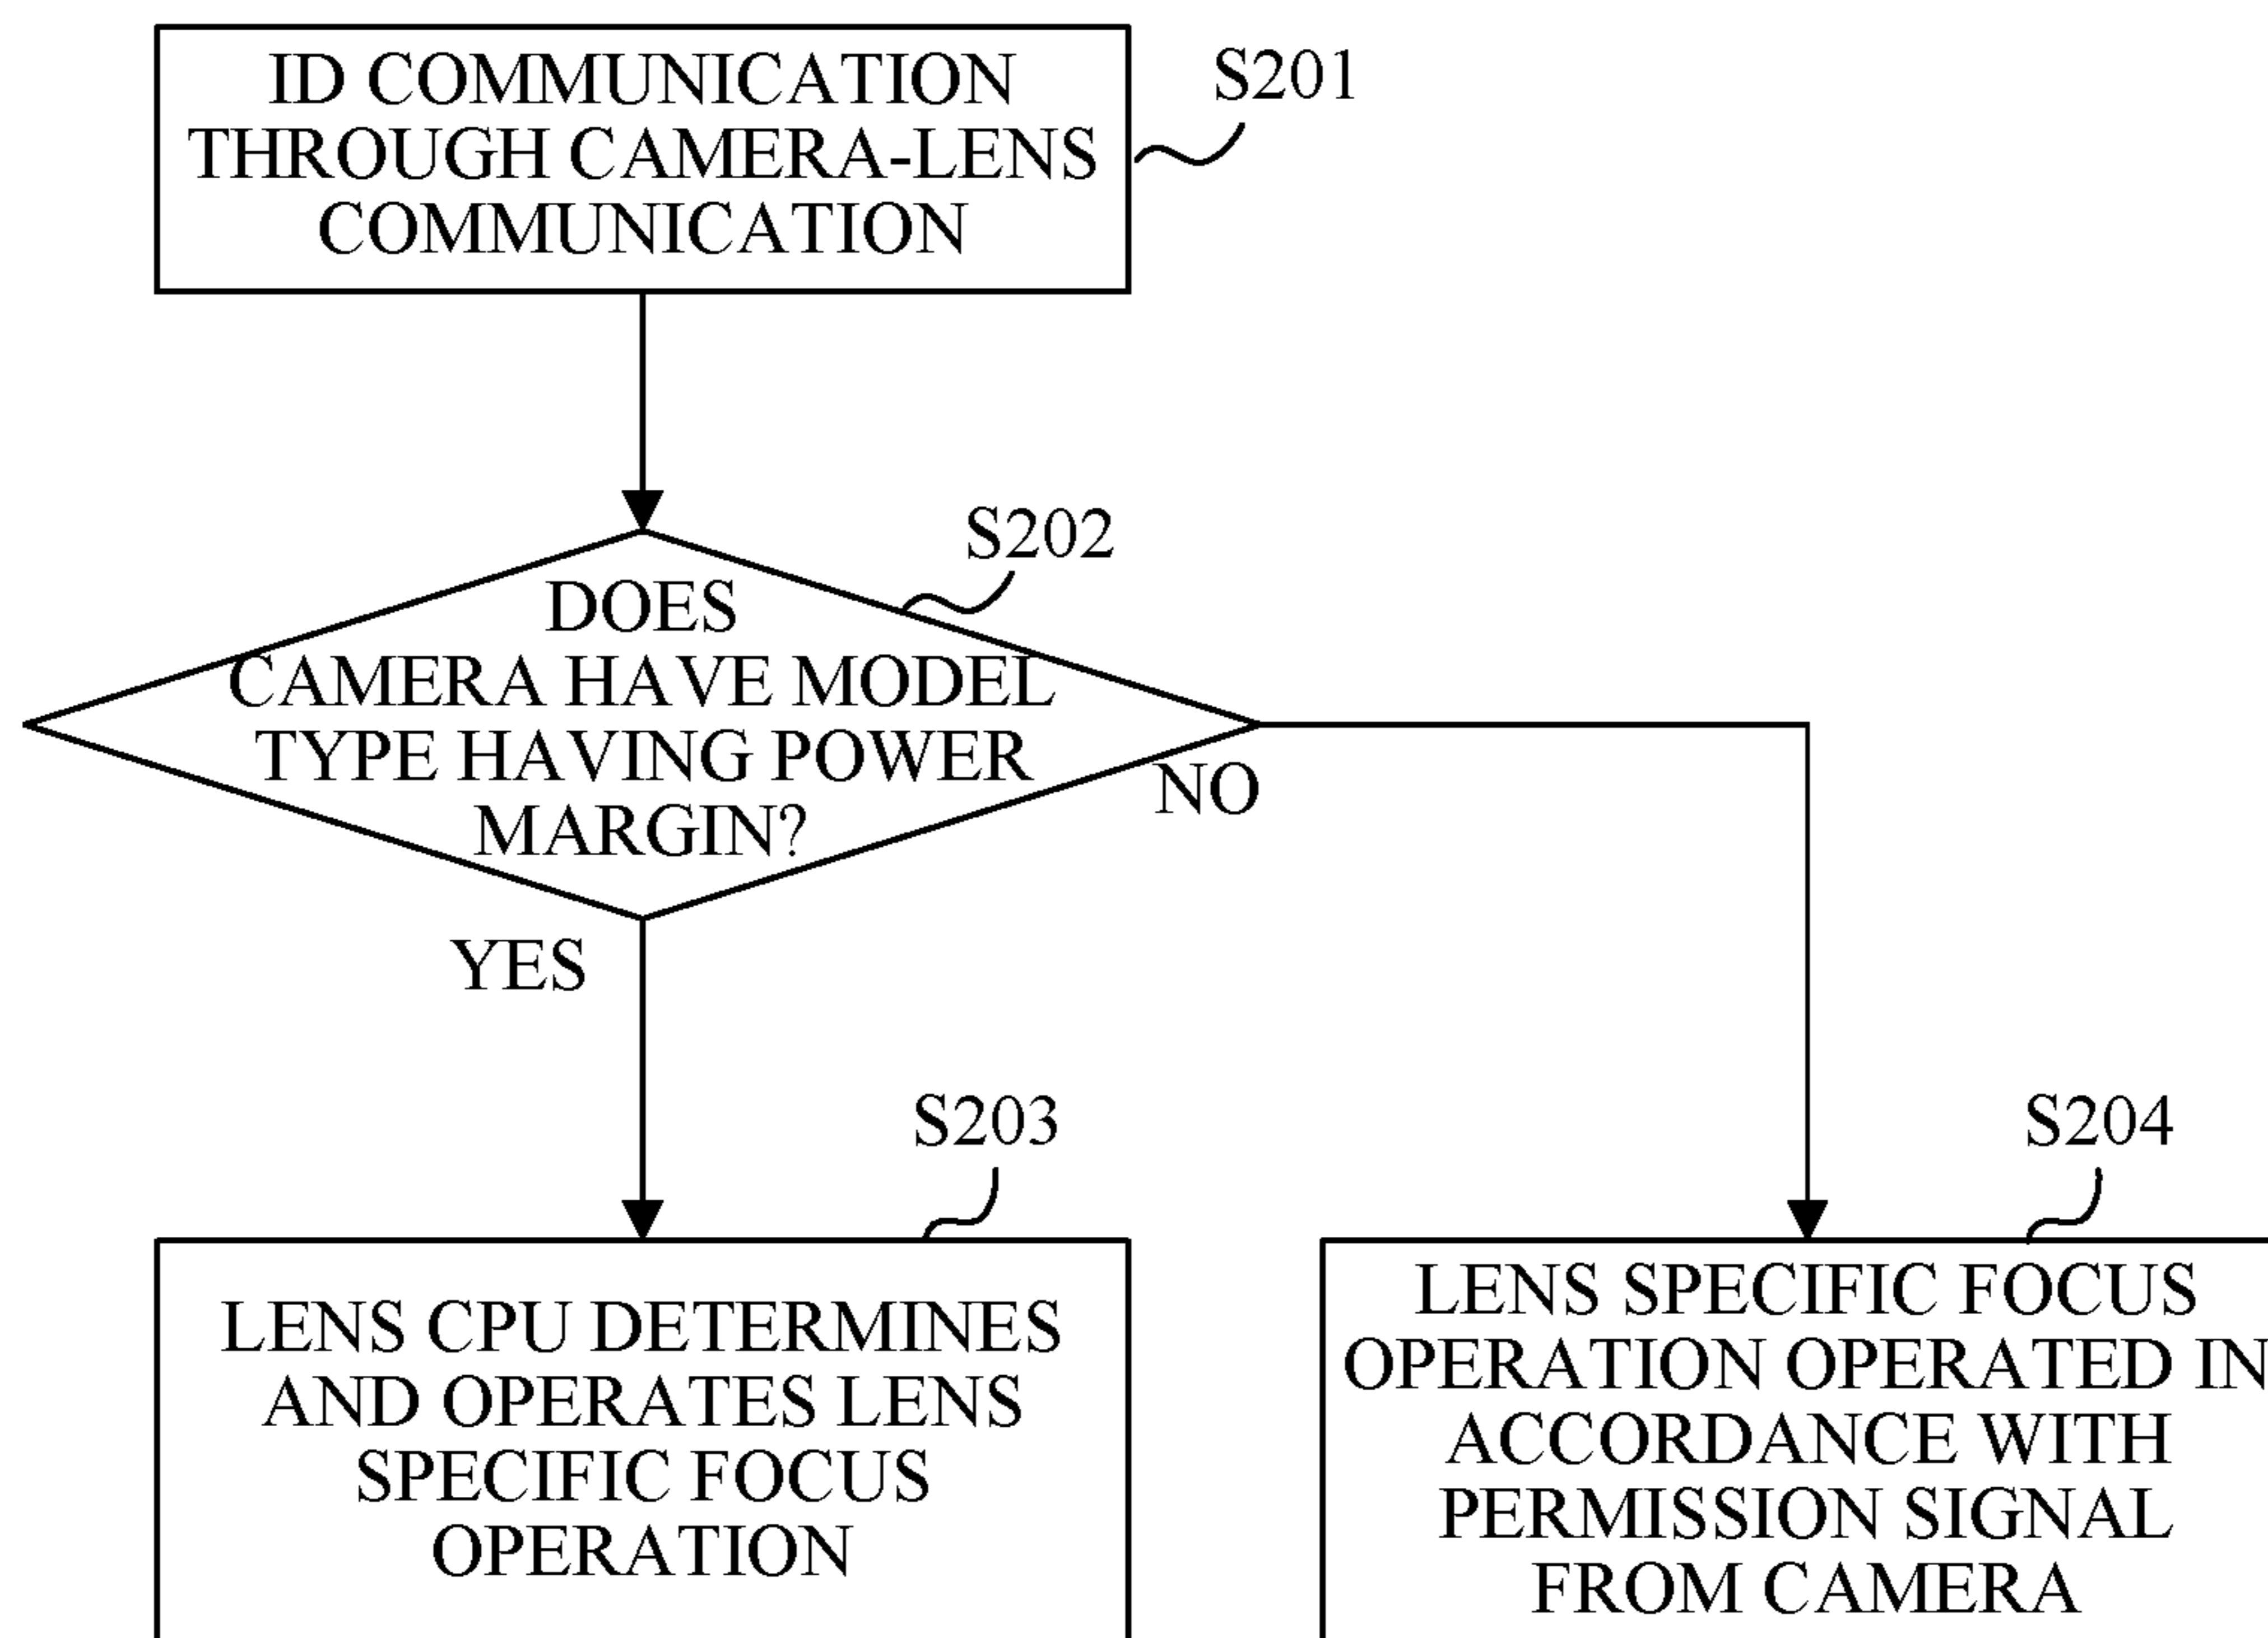 ID COMMUNICATION
THROUGH CAMERA-LENS
COMMUNICATION
S201
S202
DOES
CAMERA HAVE MODEL
TYPE HAVING POWER
MARGIN?
NO
YES
S203
LENS CPU DETERMINES
AND OPERATES LENS
SPECIFIC FOCUS
OPERATION
S204
LENS SPECIFIC FOCUS
OPERATION OPERATED IN
ACCORDANCE WITH
PERMISSION SIGNAL
FROM CAMERA